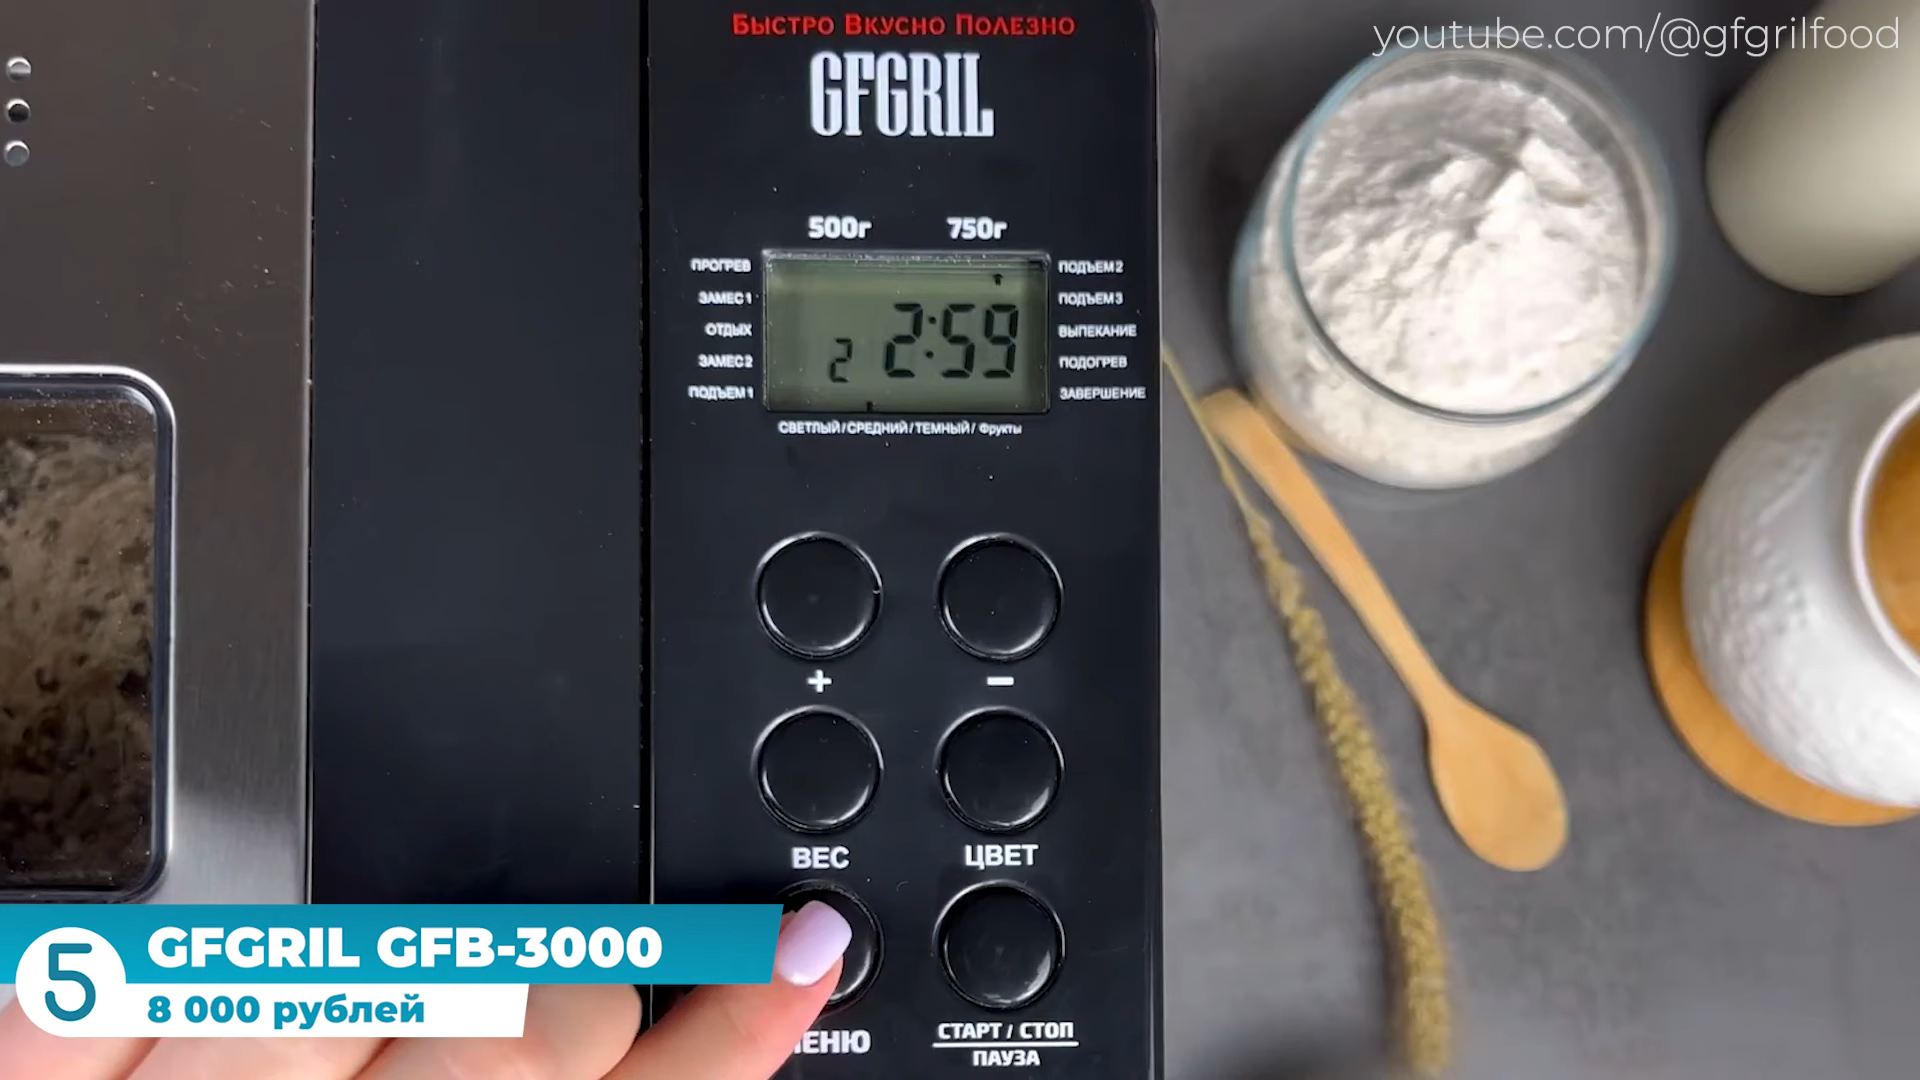 youtube.com/@gfgrilfood
Быстро Вкусно Полезно
GFGRIL
500г 750г
ПРОГРЕВ
ЗАМЕС 1
ОТДЫХ
ЗАМЕС 2
ПОДЪЕМ 1
2 2:59
ПОДЪЕМ 2
ПОДЪЕМ 3
ВЫПЕКАНИЕ
ПОДОГРЕВ
ЗАВЕРШЕНИЕ
СВЕТЛЫЙ / СРЕДНИЙ / ТЕМНЫЙ / Фрукты
+ −
ВЕС ЦВЕТ
МЕНЮ
СТАРТ / СТОП
ПАУЗА
5
GFGRIL GFB-3000
8 000 рублей